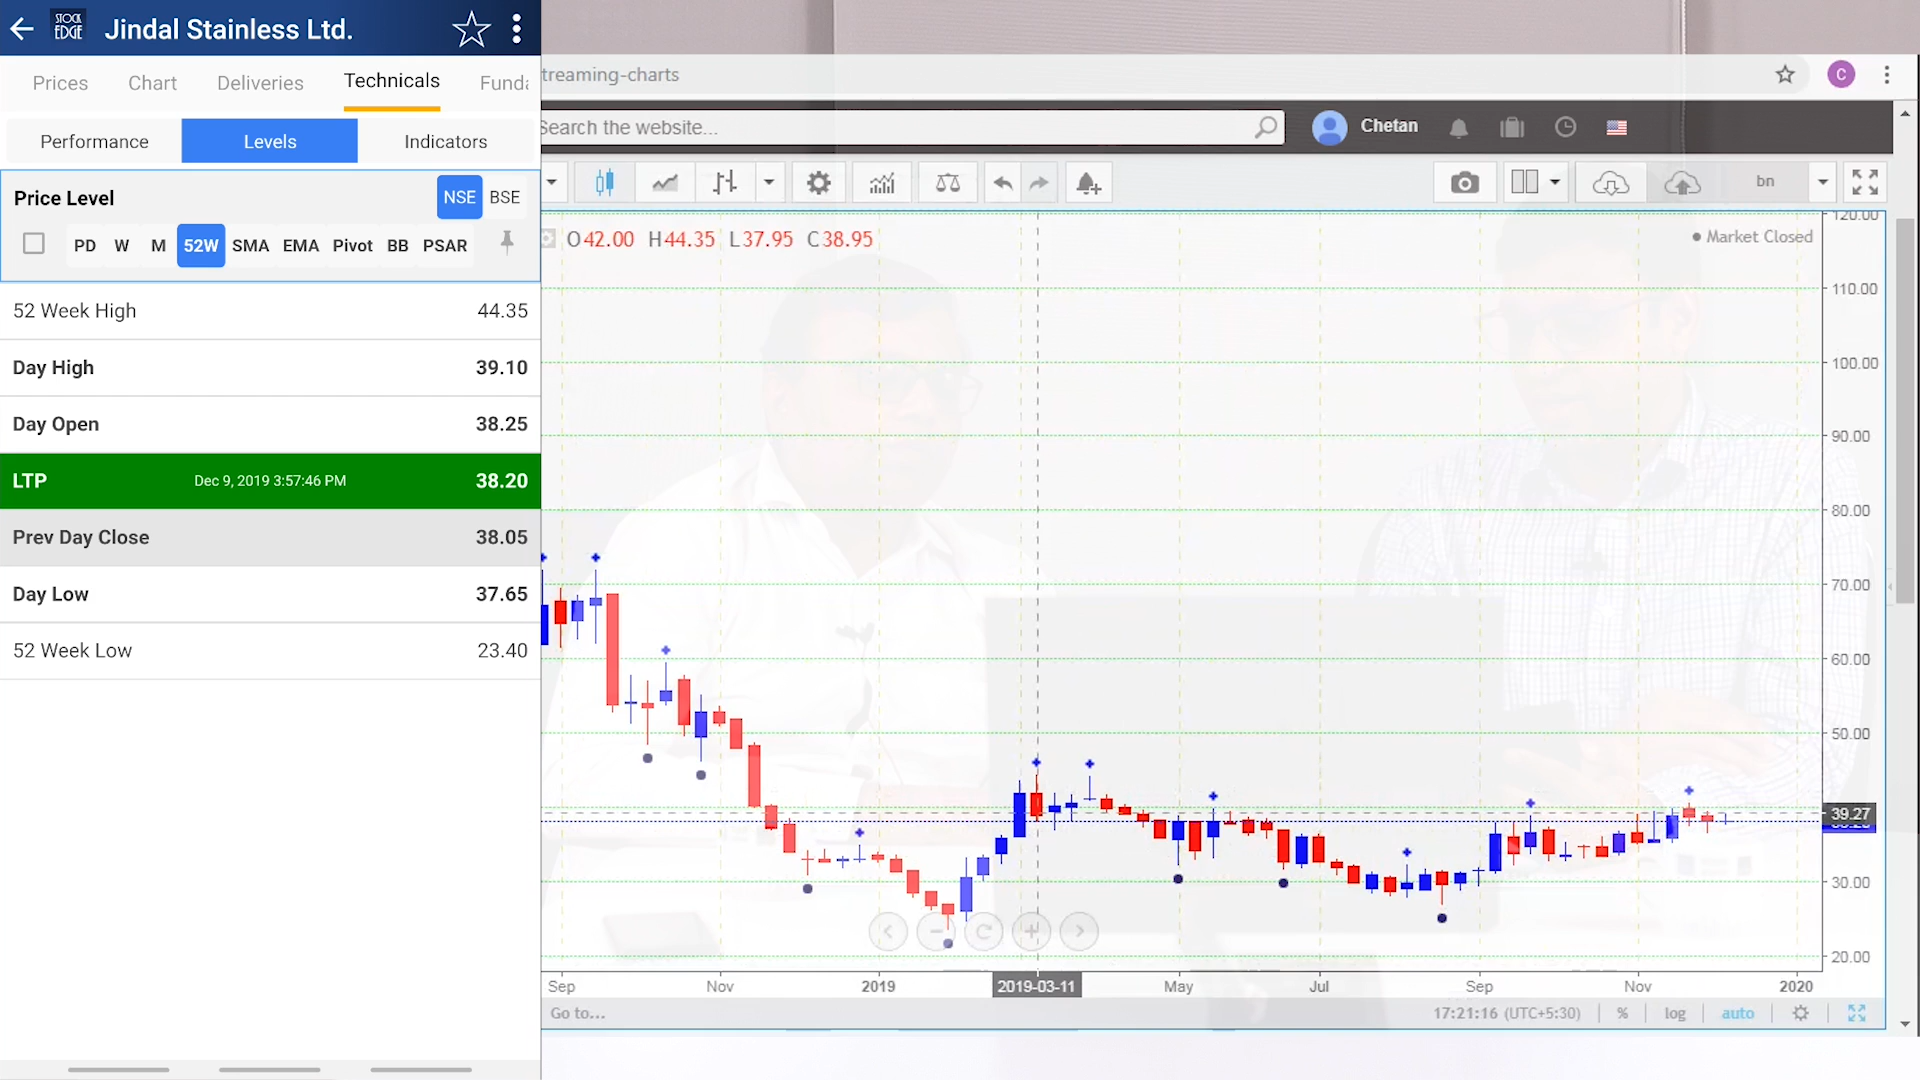 STOCK EDGE
Jindal Stainless Ltd.
Prices Chart Deliveries Technicals Funda
Performance Levels Indicators
Price Level NSE BSE
PD W M 52W SMA EMA Pivot BB PSAR
52 Week High 44.35
Day High 39.10
Day Open 38.25
LTP Dec 9, 2019 3:57:46 PM 38.20
Prev Day Close 38.05
Day Low 37.65
52 Week Low 23.40
treaming-charts
C
Search the website...
Chetan
bn
O42.00 H44.35 L37.95 C38.95
Market Closed
120.00
110.00
100.00
90.00
80.00
70.00
60.00
50.00
39.27
30.00
20.00
Sep Nov 2019 2019-03-11 May Jul Sep Nov 2020
Go to... 17:21:16 (UTC+5:30) % log auto